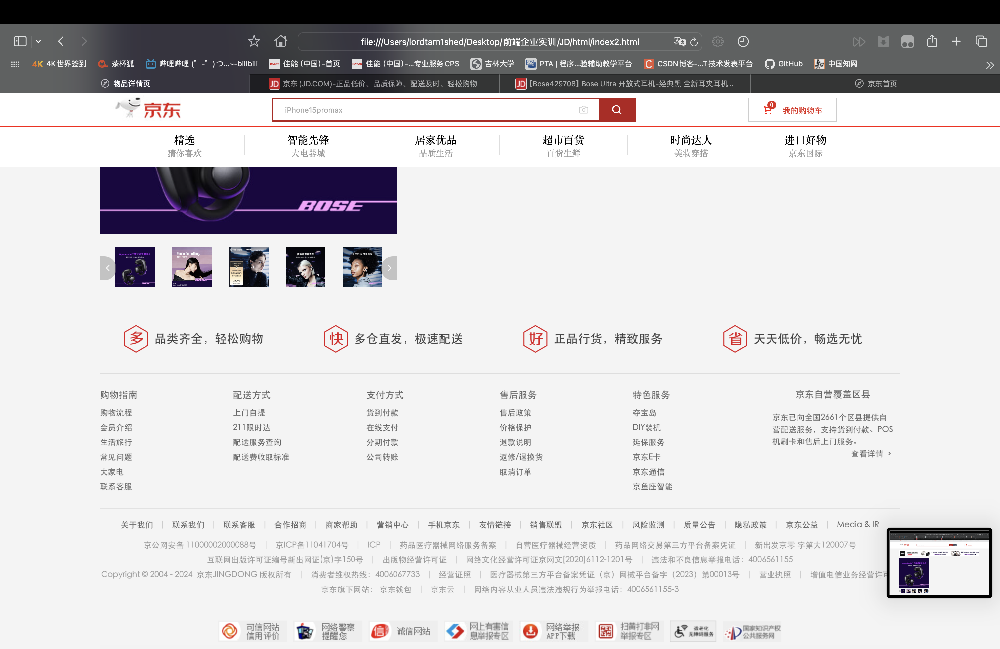 file:///Users/lordtarn1shed/Desktop/前端企业实训/JD/html/index2.html
4K 4K世界签到 茶杯狐 哔哩哔哩 (゜-゜)つ...~-bilibili Canon 佳能（中国）-首页 Canon 佳能（中国）-...专业服务CPS 吉林大学 PTA | 程序...验辅助教学平台 C CSDN博客-...T技术发表平台 GitHub 知 中国知网
物品详情页 JD 京东(JD.COM)-正品低价、品质保障、配送及时、轻松购物！ JD 【Bose429708】Bose Ultra 开放式耳机-经典黑 全新耳夹耳机... 京东首页
京东 iPhone15promax 0 我的购物车
精选 智能先锋 居家优品 超市百货 时尚达人 进口好物
猜你喜欢 大电器城 品质生活 百货生鲜 美妆穿搭 京东国际
BOSE
OpenAudio™ 开放式音频技术 Pause for nothing. 高质量声音表现 全天舒适 灵活稳固
¥2299
BOSE BOSE
多 品类齐全，轻松购物 快 多仓直发，极速配送 好 正品行货，精致服务 省 天天低价，畅选无忧
购物指南 配送方式 支付方式 售后服务 特色服务 京东自营覆盖区县
购物流程 上门自提 货到付款 售后政策 夺宝岛 京东已向全国2661个区县提供自
会员介绍 211限时达 在线支付 价格保护 DIY装机 营配送服务，支持货到付款、POS
生活旅行 配送服务查询 分期付款 退款说明 延保服务 机刷卡和售后上门服务。
常见问题 配送费收取标准 公司转账 返修/退换货 京东E卡 查看详情 >
大家电 取消订单 京东通信
联系客服 京鱼座智能
关于我们 | 联系我们 | 联系客服 | 合作招商 | 商家帮助 | 营销中心 | 手机京东 | 友情链接 | 销售联盟 | 京东社区 | 风险监测 | 质量公告 | 隐私政策 | 京东公益 | Media & IR
京公网安备 11000002000088号 | 京ICP备11041704号 | ICP | 药品医疗器械网络服务备案 | 自营医疗器械经营资质 | 药品网络交易第三方平台备案凭证 | 新出发京零 字第大120007号
互联网出版许可证编号新出网证(京)字150号 | 出版物经营许可证 | 网络文化经营许可证京网文[2020]6112-1201号 | 违法和不良信息举报电话：4006561155
Copyright © 2004 - 2024 京东JINGDONG 版权所有 | 消费者维权热线：4006067733 | 经营证照 | 医疗器械第三方平台备案凭证（京）网械平台备字（2023）第00013号 | 营业执照 | 增值电信业务经营许可
京东旗下网站： 京东钱包 | 京东云 | 网络内容从业人员违法违规行为举报电话：4006561155-3
可信网站 网络警察 诚信网站 网上有害信 网络举报 扫黄打非网 适老化 国家知识产权
信用评价 提醒您 息举报专区 APP下载 举报专区 无障碍服务 公共服务网